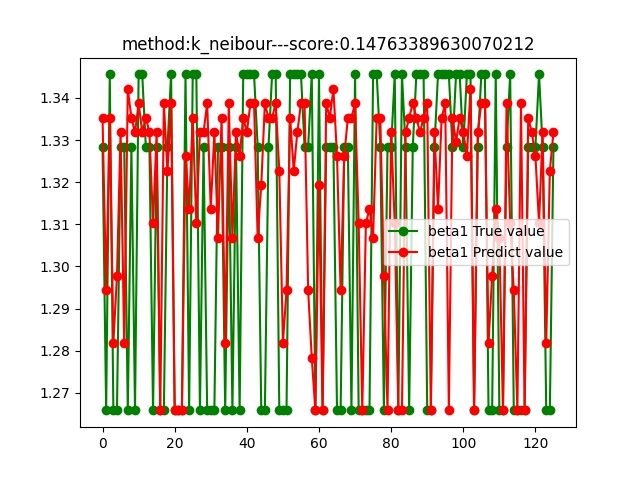 method:k_neibour---score:0.14763389630070212
1.34
1.33
1.32
1.31
1.30
1.29
1.28
1.27
beta1 True value
beta1 Predict value
0 20 40 60 80 100 120